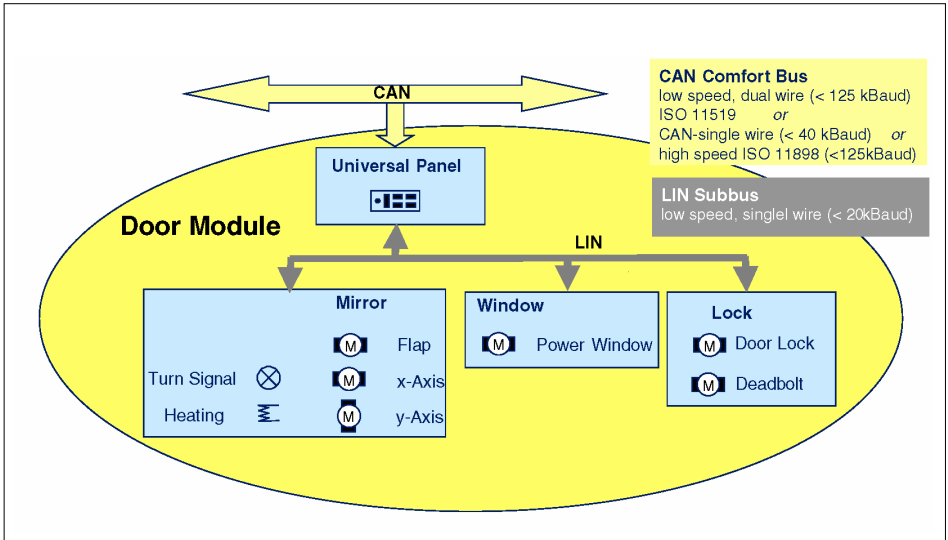 CAN
CAN Comfort Bus
low speed, dual wire (< 125 kBaud)
ISO 11519 or
CAN-single wire (< 40 kBaud) or
high speed ISO 11898 (<125kBaud)
LIN Subbus
low speed, singlel wire (< 20kBaud)
Universal Panel
Door Module
LIN
Mirror
M Flap
Turn Signal M x-Axis
Heating M y-Axis
Window
M Power Window
Lock
M Door Lock
M Deadbolt